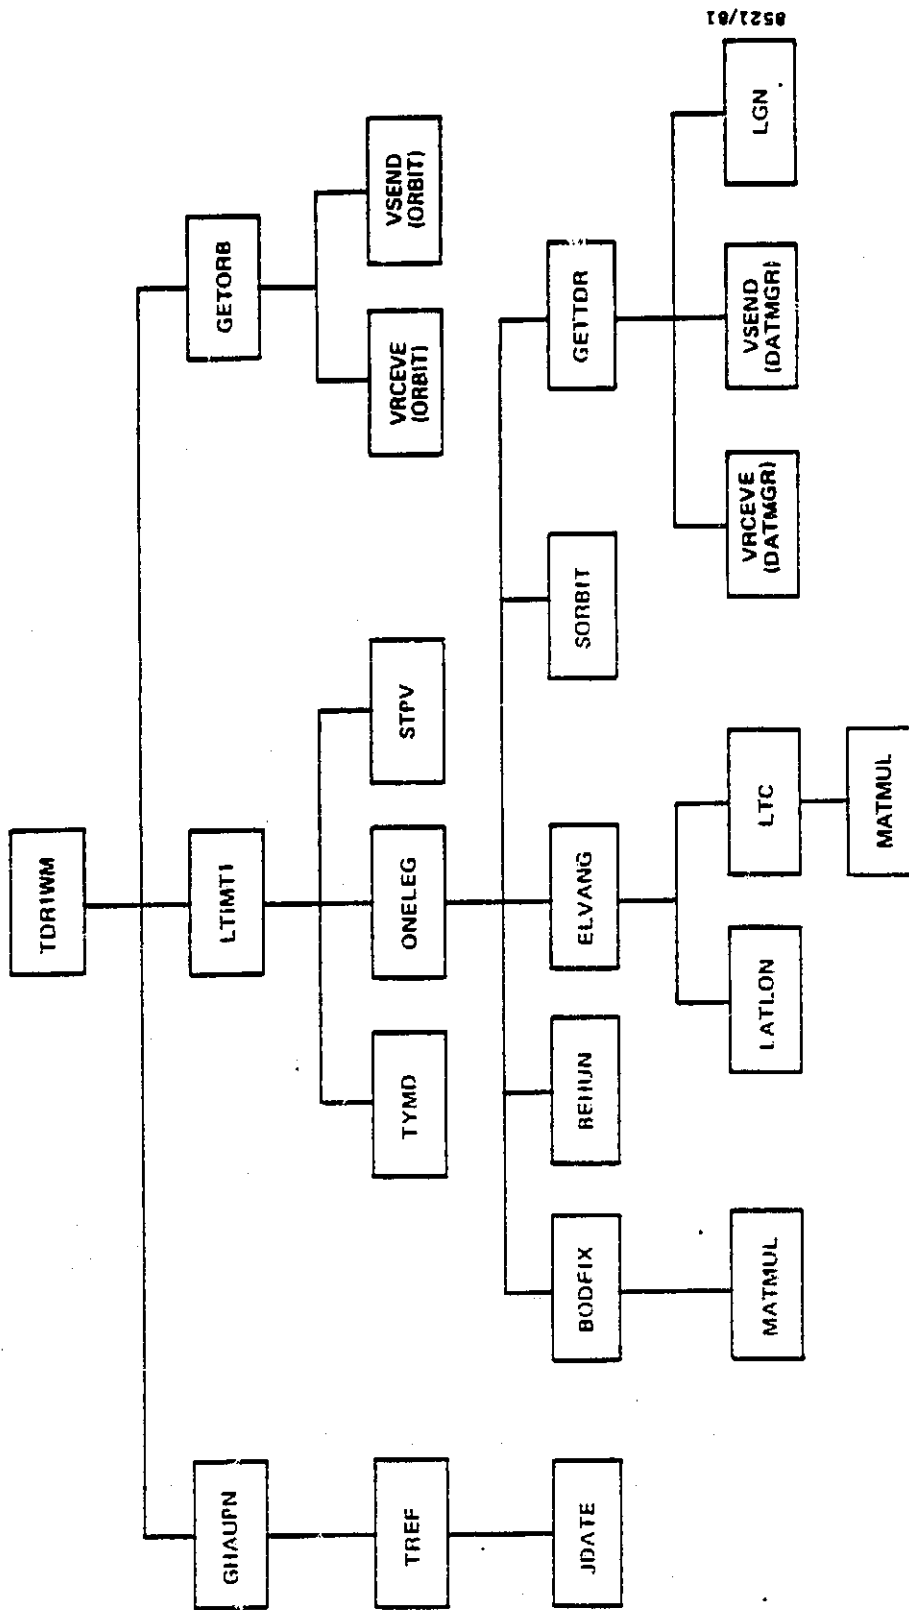 TDR1WM
GHAUPN
LTIMT1
GETORB
TREF
TYMD
ONELEG
STPV
VRCEVE
(ORBIT)
VSEND
(ORBIT)
JDATE
BODFIX
REHUN
ELVANG
SORBIT
GETTDR
MATMUL
LATLON
LTC
VRCEVE
(DATMGR)
VSEND
(DATMGR)
LGN
MATMUL
8521/81